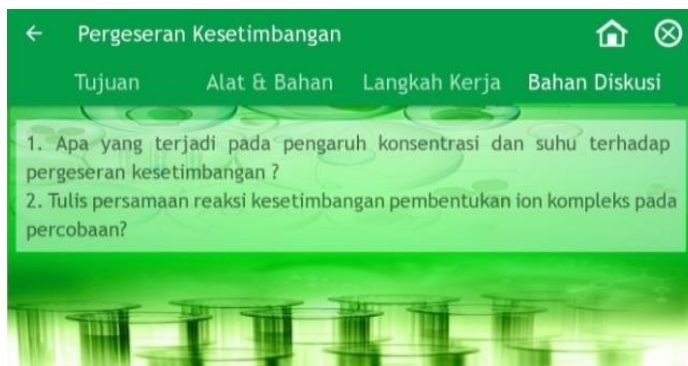 Pergeseran Kesetimbangan
Tujuan Alat & Bahan Langkah Kerja Bahan Diskusi
1. Apa yang terjadi pada pengaruh konsentrasi dan suhu terhadap
pergeseran kesetimbangan ?
2. Tulis persamaan reaksi kesetimbangan pembentukan ion kompleks pada
percobaan?